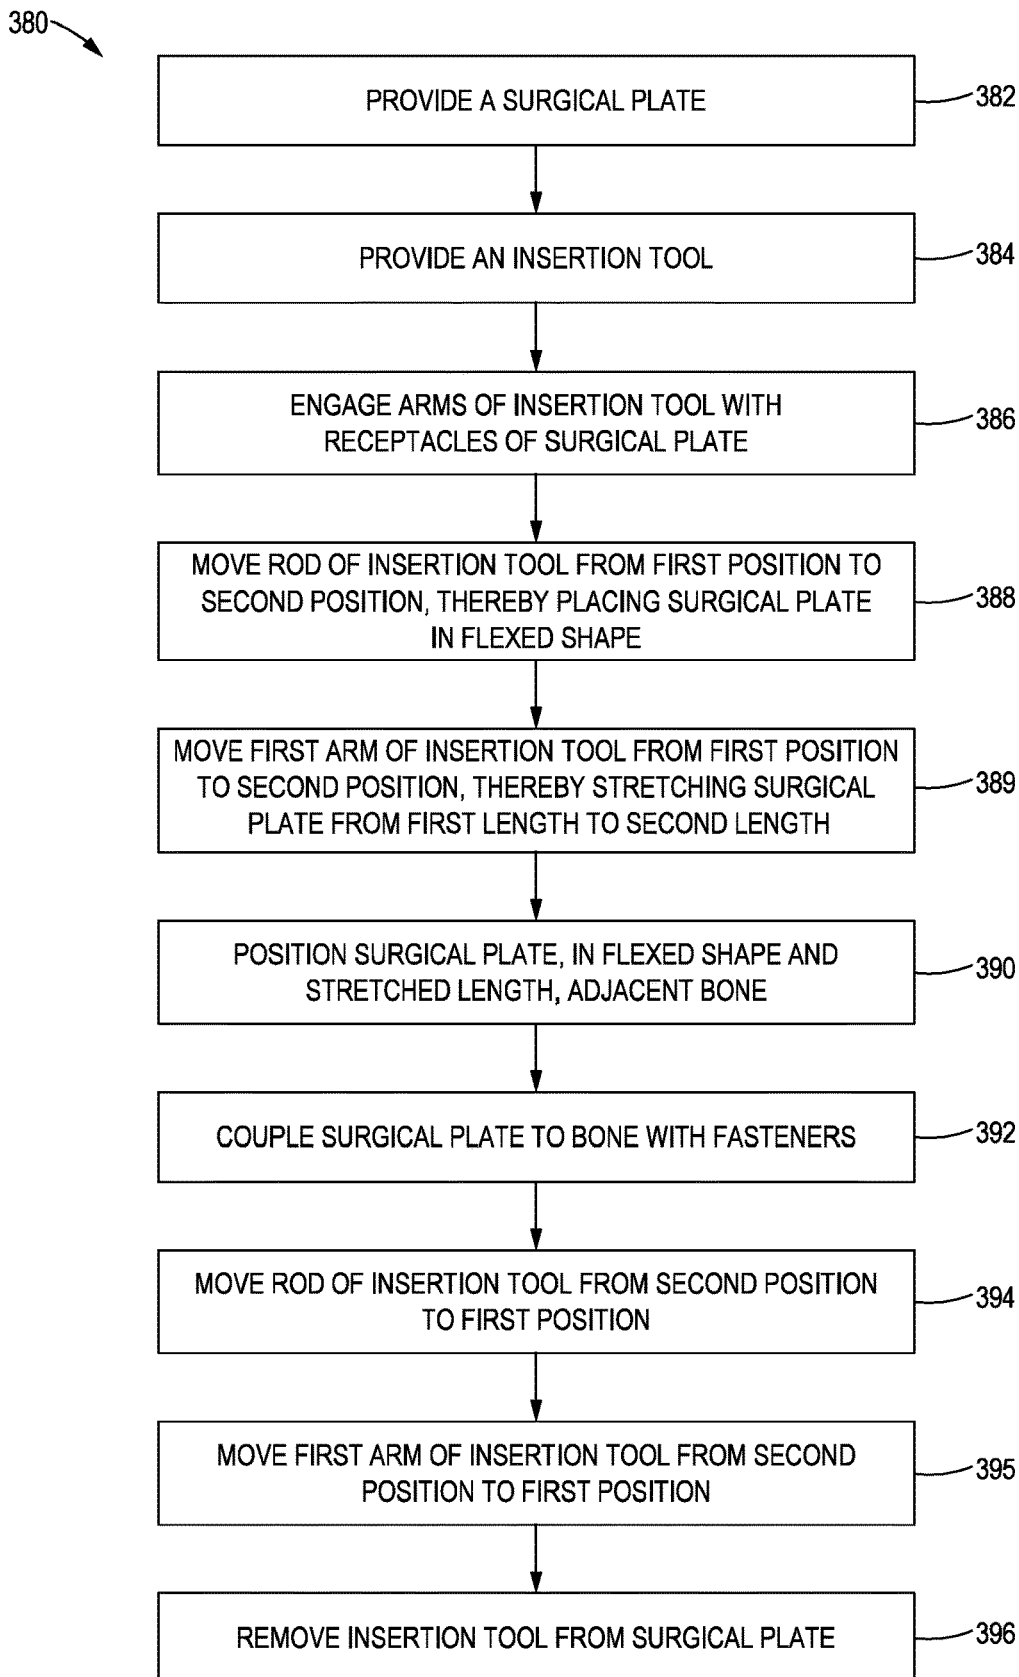 380
PROVIDE A SURGICAL PLATE
382
PROVIDE AN INSERTION TOOL
384
ENGAGE ARMS OF INSERTION TOOL WITH
RECEPTACLES OF SURGICAL PLATE
386
MOVE ROD OF INSERTION TOOL FROM FIRST POSITION TO
SECOND POSITION, THEREBY PLACING SURGICAL PLATE
IN FLEXED SHAPE
388
MOVE FIRST ARM OF INSERTION TOOL FROM FIRST POSITION
TO SECOND POSITION, THEREBY STRETCHING SURGICAL
PLATE FROM FIRST LENGTH TO SECOND LENGTH
389
POSITION SURGICAL PLATE, IN FLEXED SHAPE AND
STRETCHED LENGTH, ADJACENT BONE
390
COUPLE SURGICAL PLATE TO BONE WITH FASTENERS
392
MOVE ROD OF INSERTION TOOL FROM SECOND POSITION
TO FIRST POSITION
394
MOVE FIRST ARM OF INSERTION TOOL FROM SECOND
POSITION TO FIRST POSITION
395
REMOVE INSERTION TOOL FROM SURGICAL PLATE
396